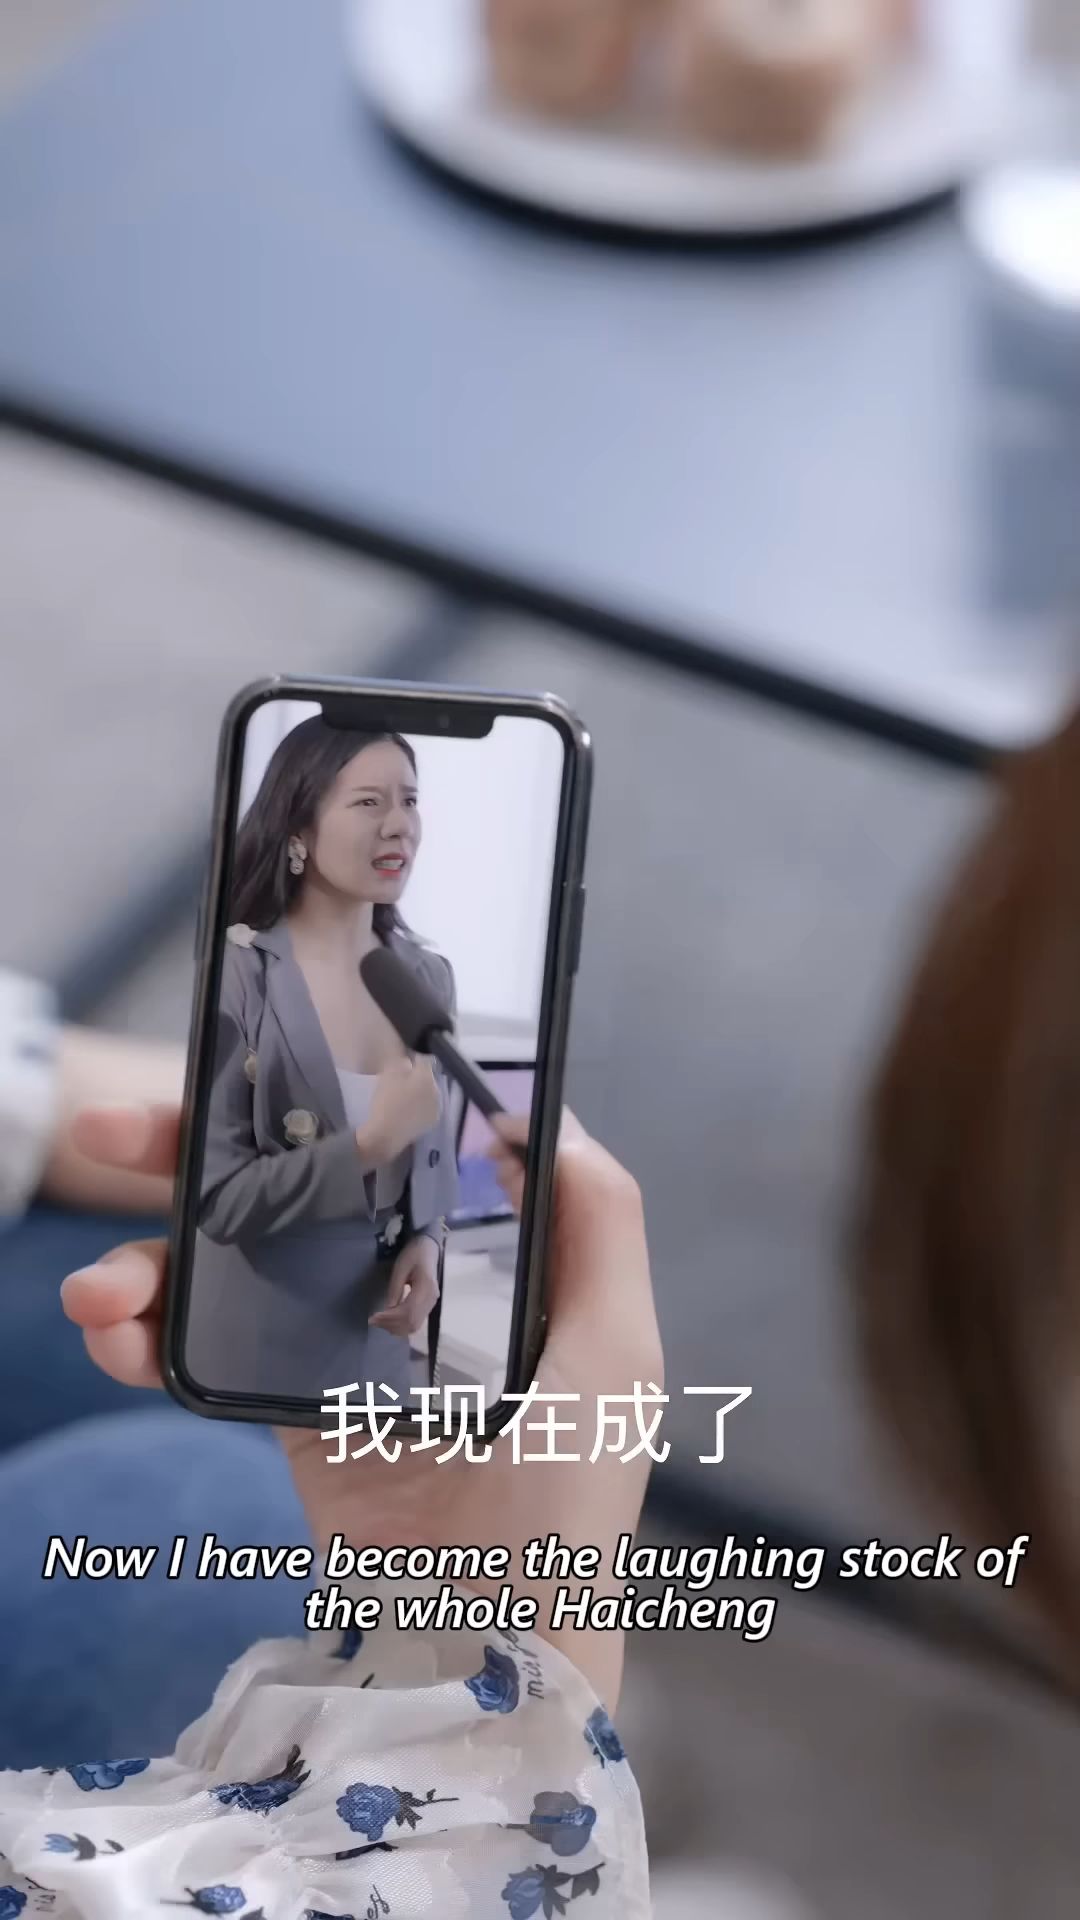 我现在成了
Now I have become the laughing stock of
the whole Haicheng